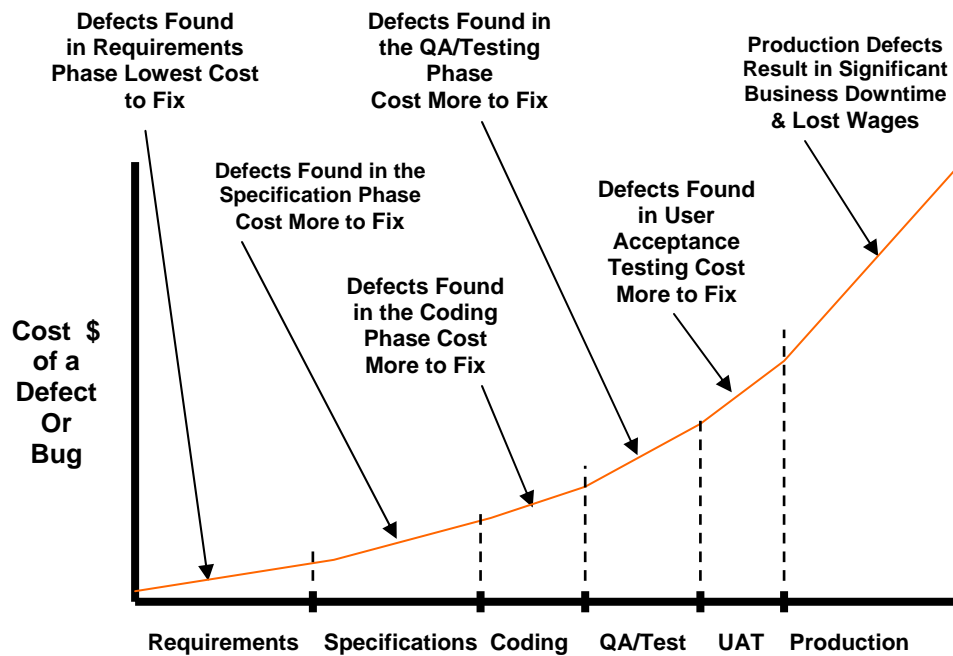 Defects Found
in Requirements
Phase Lowest Cost
to Fix
Defects Found in
the QA/Testing
Phase
Cost More to Fix
Production Defects
Result in Significant
Business Downtime
& Lost Wages
Defects Found in the
Specification Phase
Cost More to Fix
Defects Found
in User
Acceptance
Testing Cost
More to Fix
Defects Found
in the Coding
Phase Cost
More to Fix
Cost $
of a
Defect
Or
Bug
Requirements Specifications Coding QA/Test UAT Production